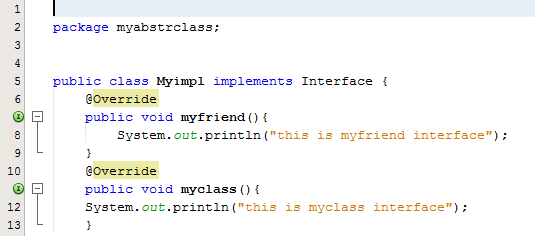 1
2 package myabstrclass;
3
4
5 public class Myimpl implements Interface {
6 @Override
public void myfriend(){
8 System.out.println("this is myfriend interface");
9 }
10 @Override
public void myclass(){
12 System.out.println("this is myclass interface");
13 }